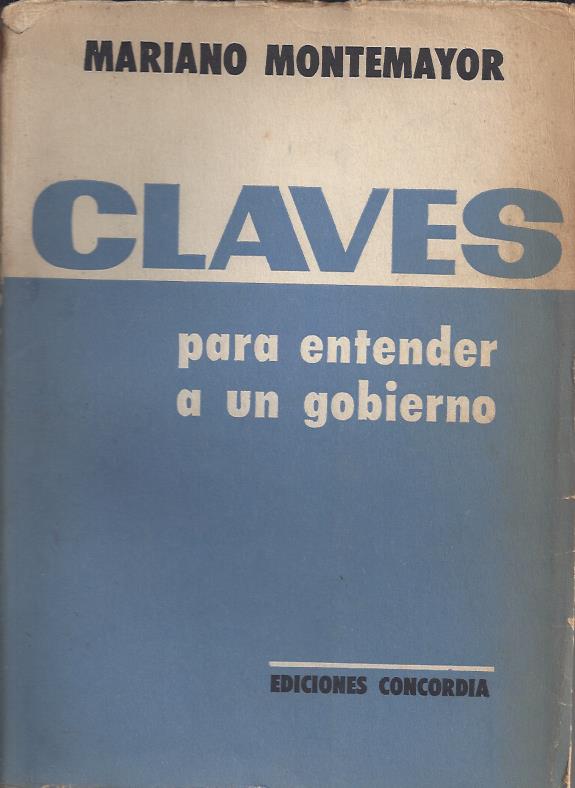 MARIANO MONTEMAYOR
CLAVES
para entender
a un gobierno
EDICIONES CONCORDIA